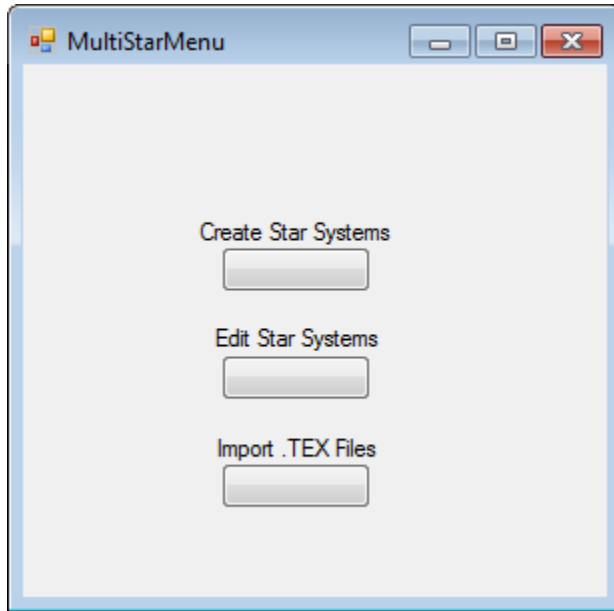 MultiStarMenu
Create Star Systems
Edit Star Systems
Import .TEX Files